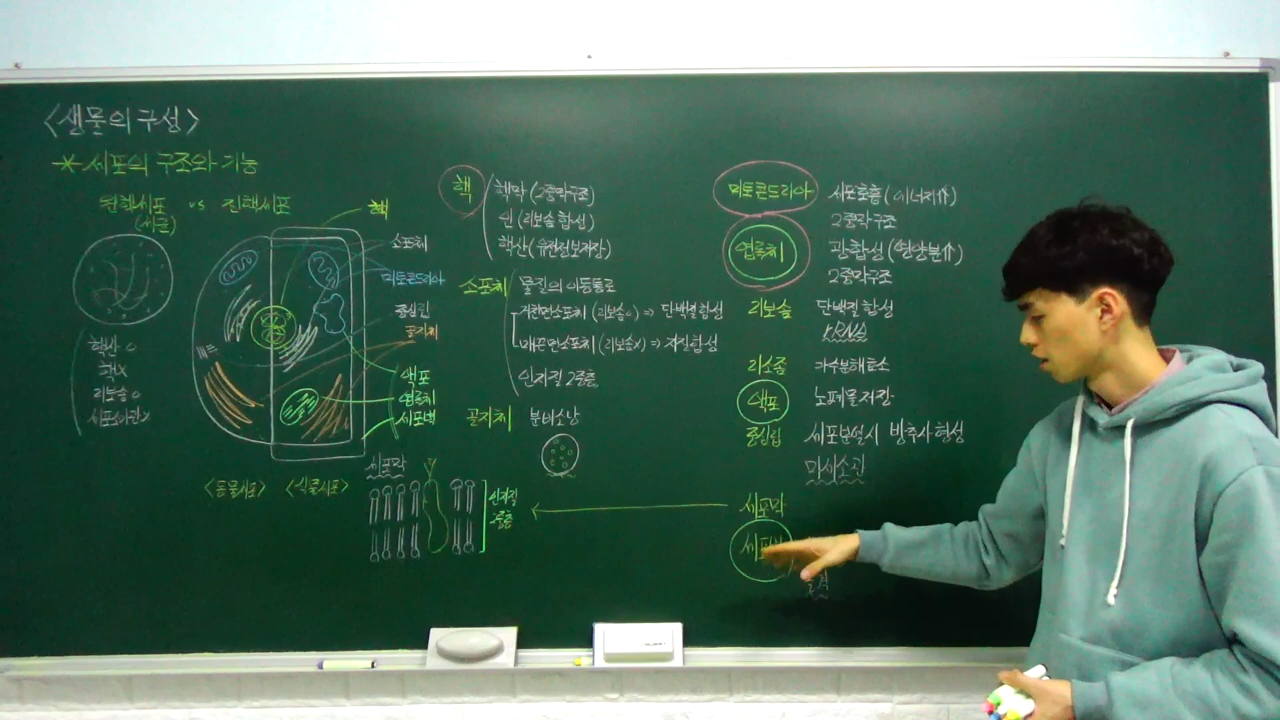 <생물의 구성>
* 세포의 구조와 기능
원핵세포 vs 진핵세포
(세균)
핵산 O
핵 X
리보솜 O
세포소기관 X
핵
소포체
미토콘드리아
중심립
골지체
액포
엽록체
세포벽
<동물세포> <식물세포>
핵
핵막 (2중막구조)
인 (리보솜 합성)
핵산 (유전정보저장)
소포체
물질의 이동통로
거친면소포체 (리보솜O) => 단백질합성
매끈면소포체 (리보솜X) => 지질합성
인지질 2중층
골지체 분비소낭
세포막
인지질
2중층
미토콘드리아 세포호흡 (에너지↑)
2중막구조
엽록체 광합성 (영양분↑)
2중막구조
리보솜 단백질 합성
rRNA
리소좀 가수분해효소
액포 노폐물저장
중심립 세포분열시 방추사 형성
미세소관
세포막